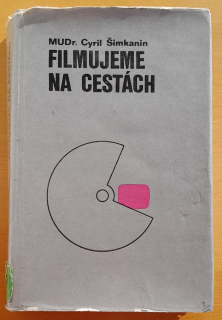 MUDr. Cyril Šimkanin
FILMUJEME
NA CESTÁCH